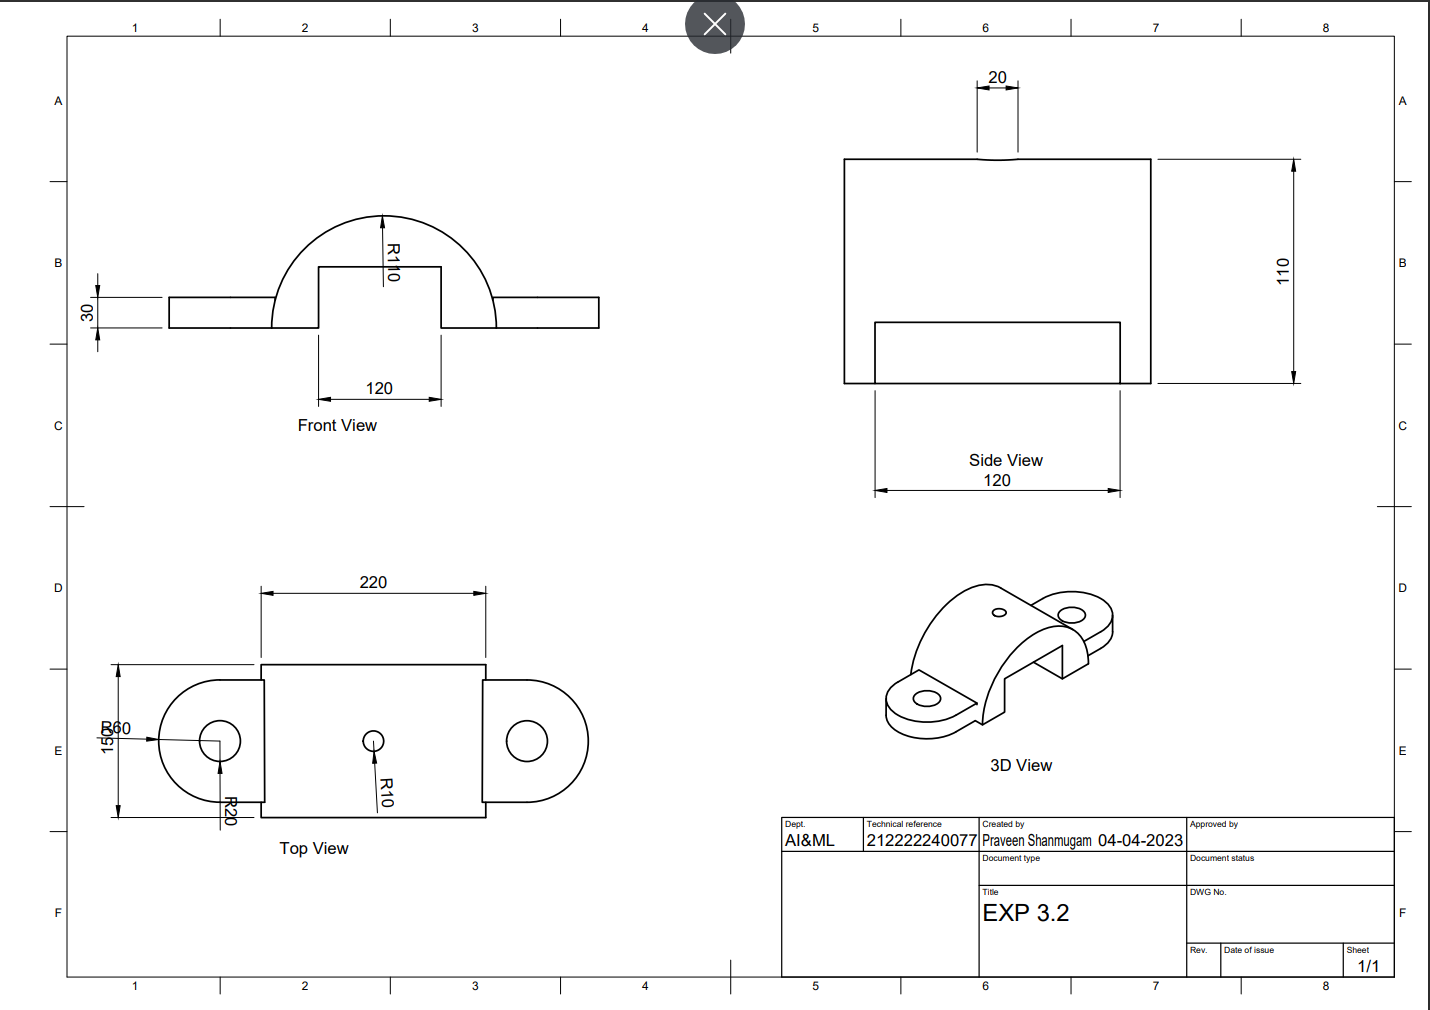 1 2 3 4 5 6 7 8
A A
20
B B
R110
110
30
120
C C
Front View
Side View
120
D D
220
R60
150
E E
R10
R20
3D View
Top View
Dept. Technical reference Created by Approved by
AI&ML 212222240077 Praveen Shanmugam 04-04-2023
Document type Document status
Title DWG No.
EXP 3.2
F F
Rev. Date of issue Sheet
1/1
1 2 3 4 5 6 7 8